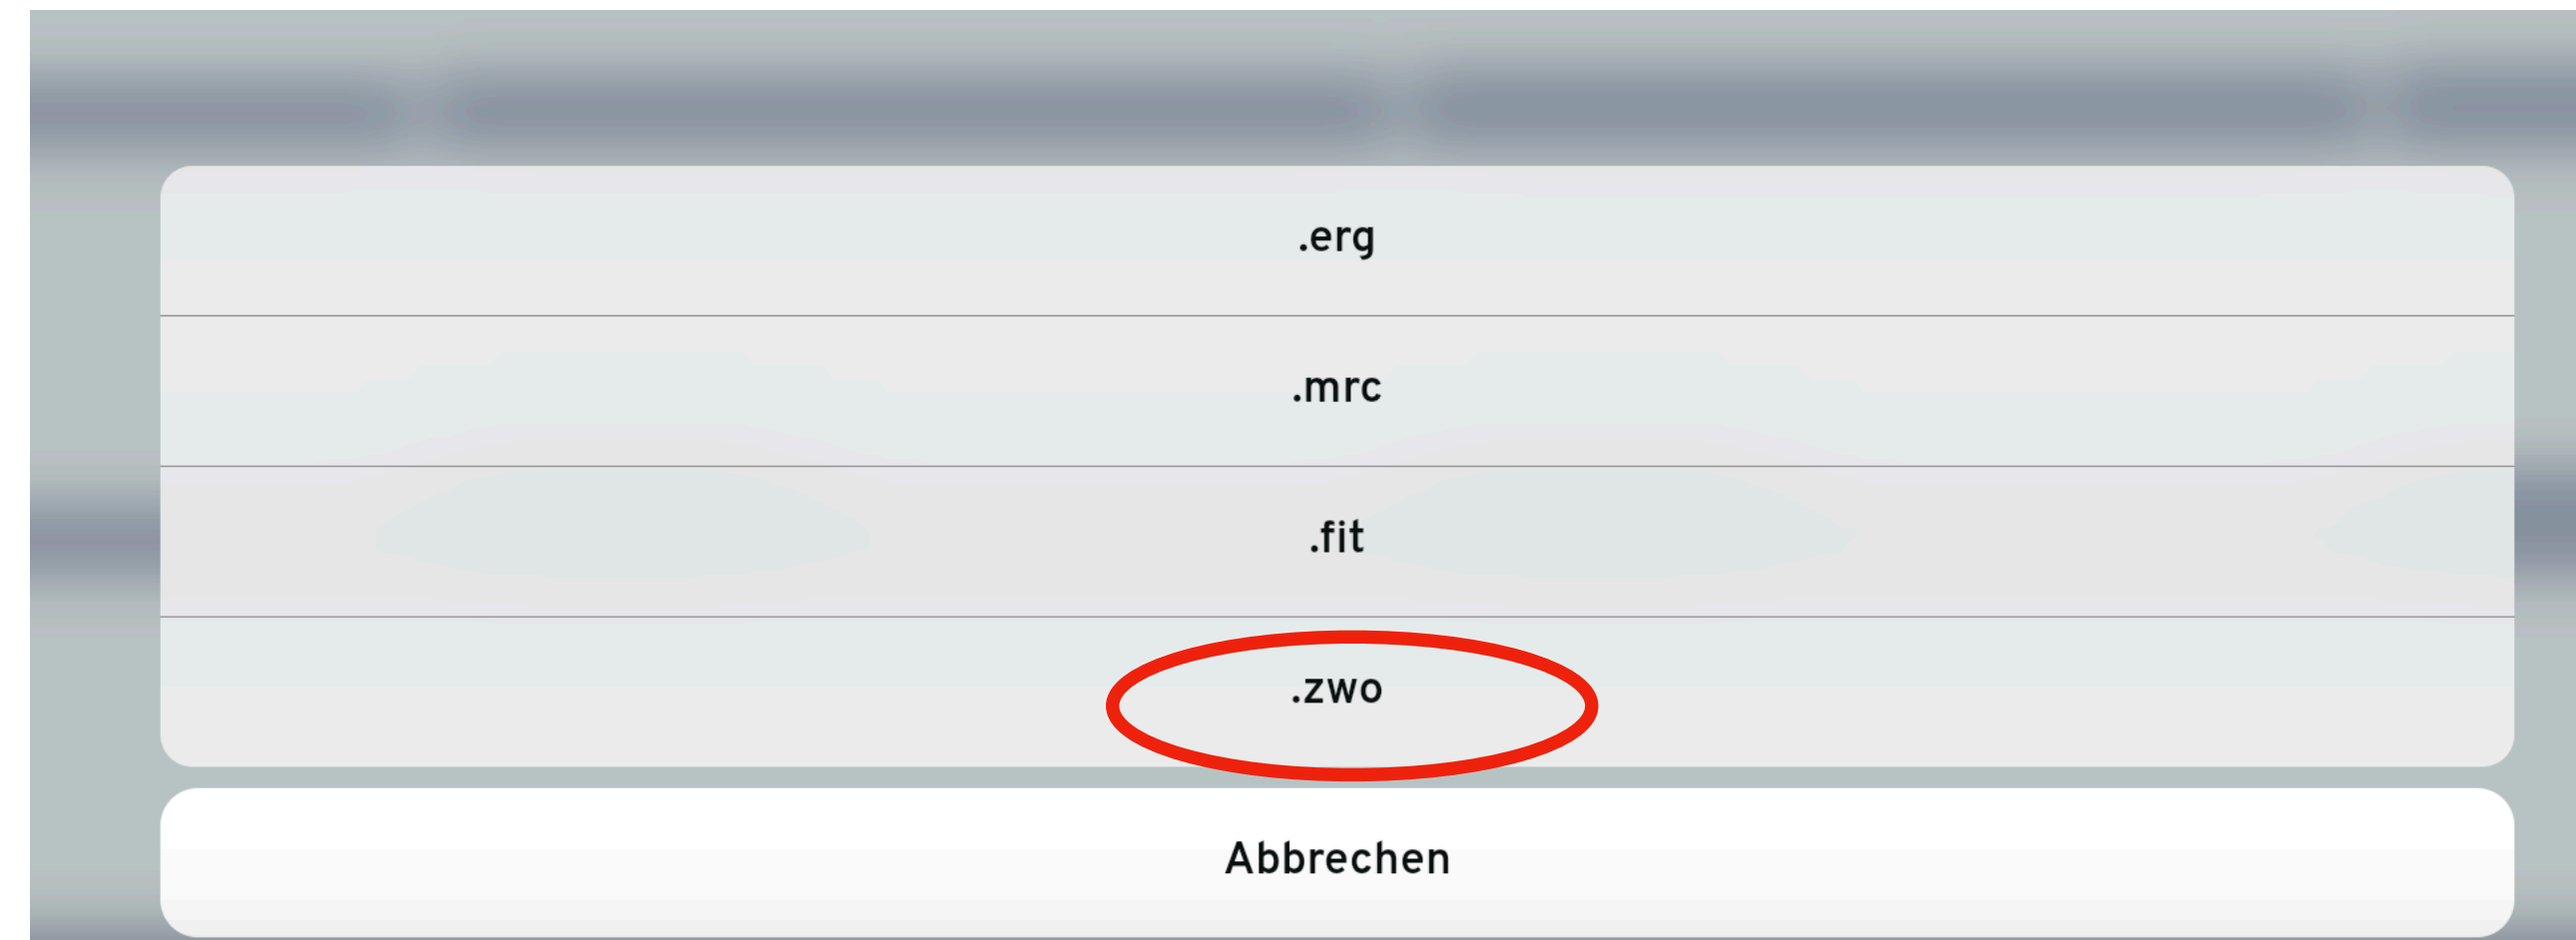 .erg
.mrc
.fit
.zwo
Abbrechen